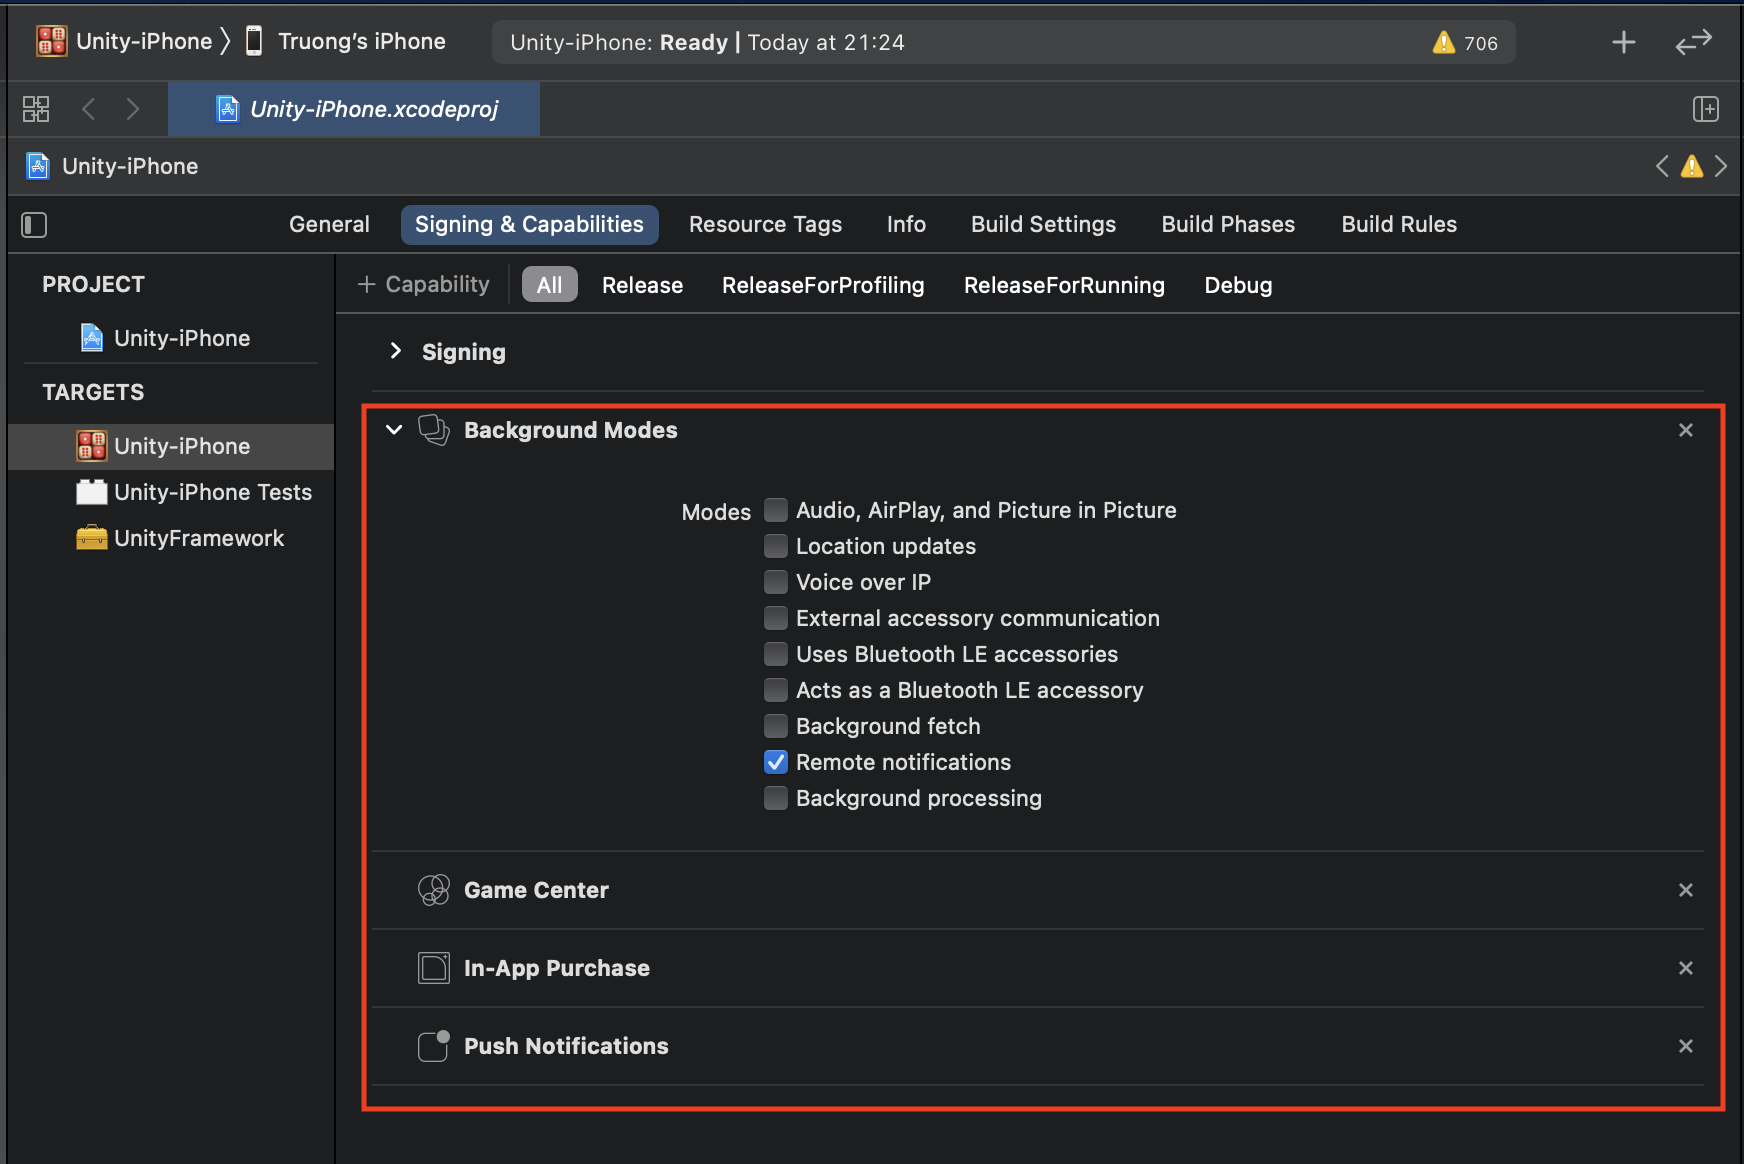 Unity-iPhone Truong's iPhone
Unity-iPhone: Ready | Today at 21:24 706
Unity-iPhone.xcodeproj
Unity-iPhone
General Signing & Capabilities Resource Tags Info Build Settings Build Phases Build Rules
PROJECT
Unity-iPhone
TARGETS
Unity-iPhone
Unity-iPhone Tests
UnityFramework
+ Capability All Release ReleaseForProfiling ReleaseForRunning Debug
Signing
Background Modes
Modes Audio, AirPlay, and Picture in Picture
Location updates
Voice over IP
External accessory communication
Uses Bluetooth LE accessories
Acts as a Bluetooth LE accessory
Background fetch
Remote notifications
Background processing
Game Center
In-App Purchase
Push Notifications